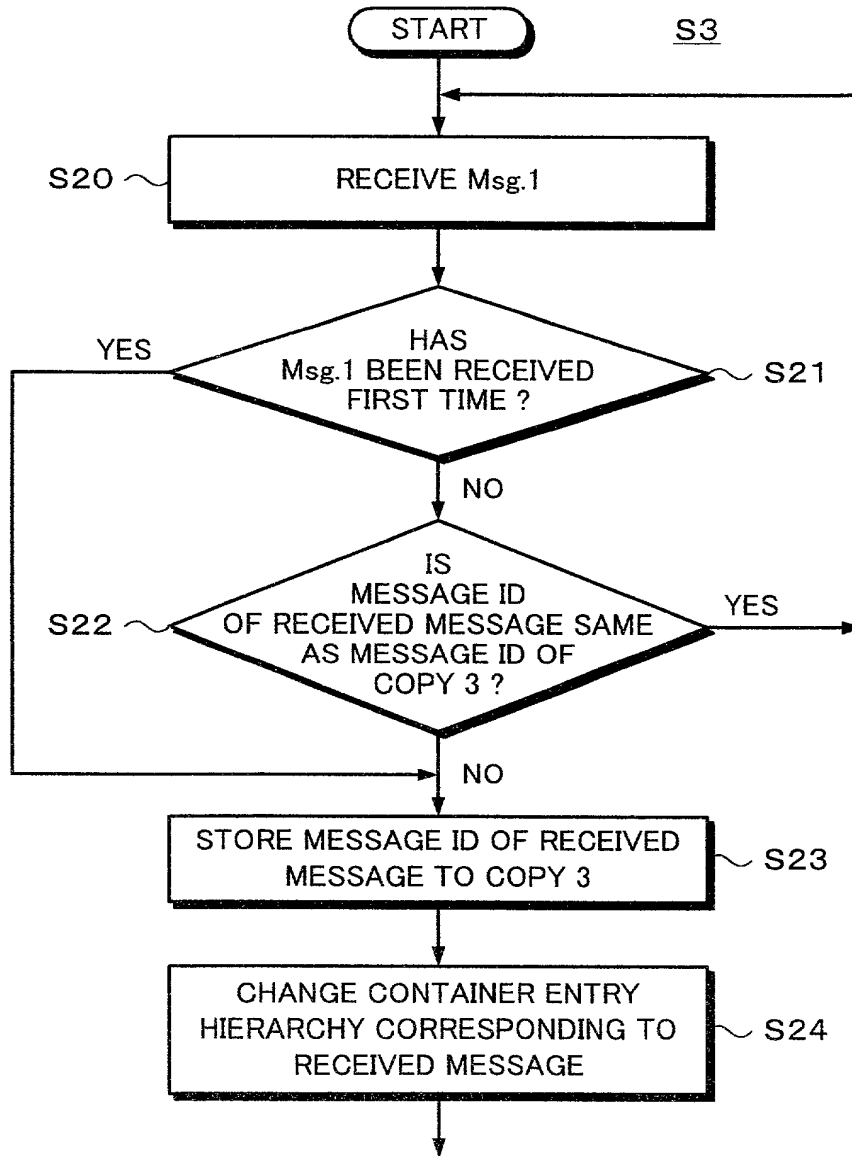 START
S3
S20
RECEIVE Msg.1
YES
HAS
Msg.1 BEEN RECEIVED
FIRST TIME ?
S21
NO
IS
MESSAGE ID
OF RECEIVED MESSAGE SAME
AS MESSAGE ID OF
COPY 3 ?
S22
YES
NO
STORE MESSAGE ID OF RECEIVED
MESSAGE TO COPY 3
S23
CHANGE CONTAINER ENTRY
HIERARCHY CORRESPONDING TO
RECEIVED MESSAGE
S24